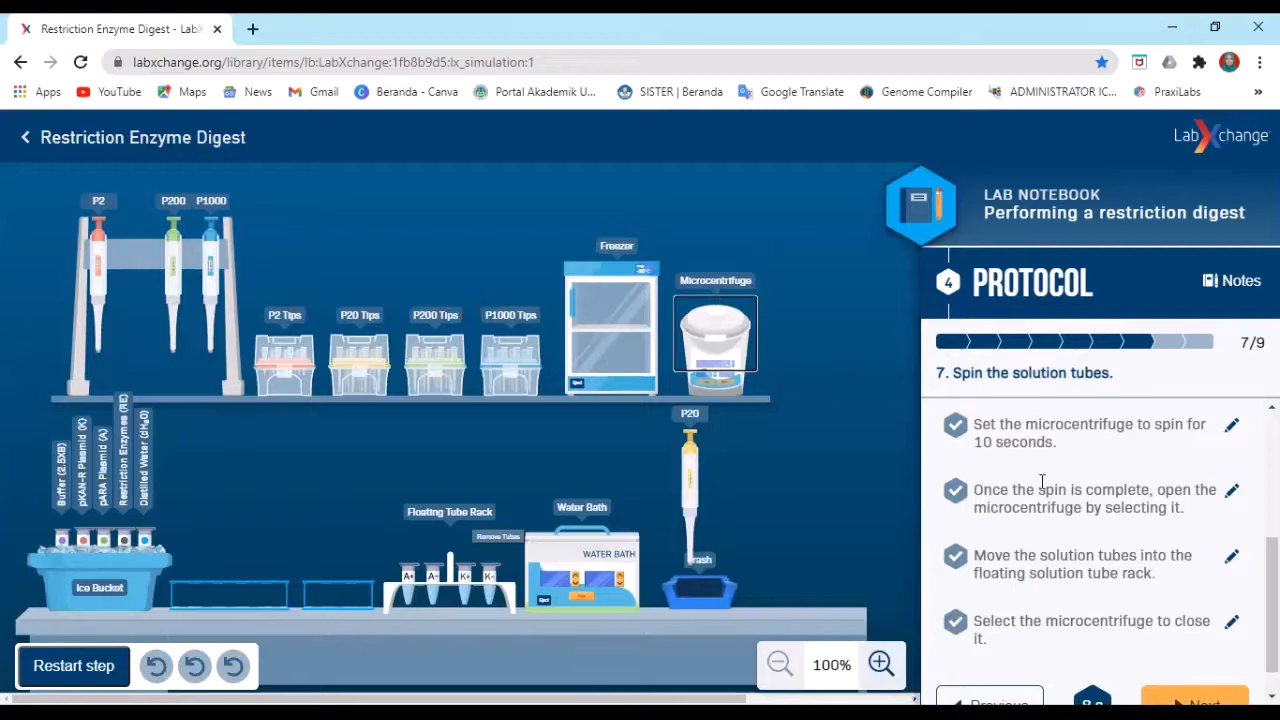 Restriction Enzyme Digest - LabX
labxchange.org/library/items/lb:LabXchange:1fb8b9d5:lx_simulation:1
Apps YouTube Maps News Gmail Beranda - Canva Portal Akademik U... SISTER | Beranda Google Translate Genome Compiler ADMINISTRATOR IC... PraxiLabs »
Restriction Enzyme Digest
LabXchange
LAB NOTEBOOK
Performing a restriction digest
4 PROTOCOL
Notes
7/9
7. Spin the solution tubes.
Set the microcentrifuge to spin for
10 seconds.
Once the spin is complete, open the
microcentrifuge by selecting it.
Move the solution tubes into the
floating solution tube rack.
Select the microcentrifuge to close
it.
Previous
Next
P2 P200 P1000
Freezer
Microcentrifuge
P2 Tips P20 Tips P200 Tips P1000 Tips
Eject
P20
Buffer (2.5XB)
pKAN-R Plasmid (K)
pARA Plasmid (A)
Restriction Enzymes (RE)
Distilled Water (dH₂O)
Ice Bucket
Floating Tube Rack
Remove Tubes
A+ A- K+ K-
Water Bath
WATER BATH
Eject
Trash
Restart step
100%